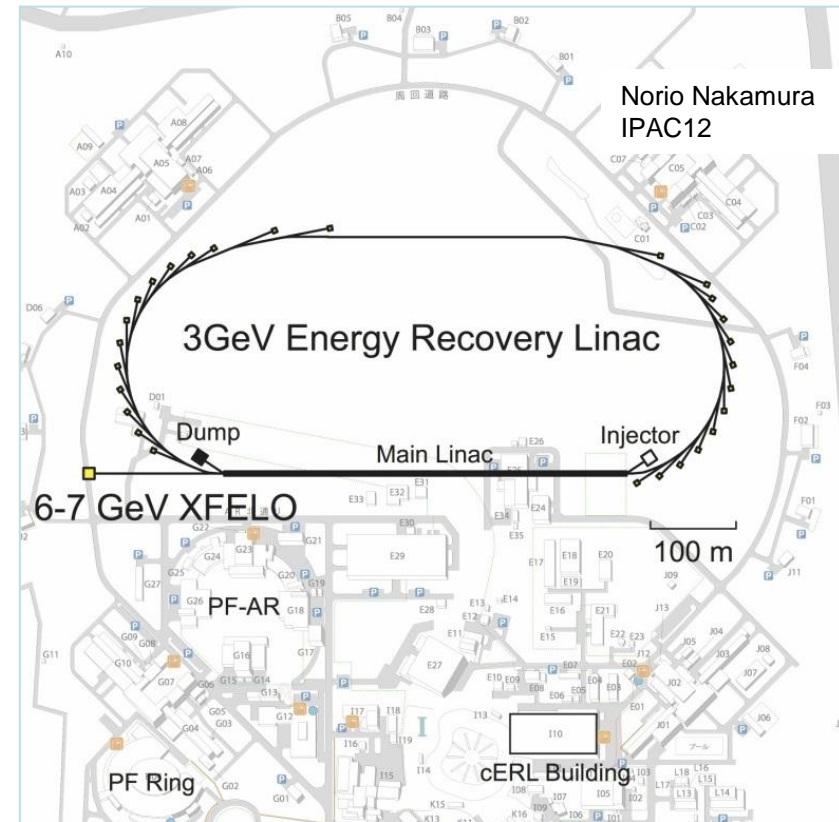 B05
B04
B03
B02
A10
B01
周回道路
Norio Nakamura
IPAC12
A08
A09
A05
A07
A06
A03
A04
A02
A01
C07
C05
C04
C03
C02
C01
D06
3GeV Energy Recovery Linac
F04
D01
F03
Dump
Main Linac
Injector
E26
F02
6-7 GeV XFELO
E31
E32
E33
E24
F01
E34
E35
E30
100 m
G22
G21
G23
G24
E29
E17
E18
E20
J11
G25
G20
G19
E19
J09
G27
G26
PF-AR
G18
E28
E14
E13
E16
E21
J13
G09
G08
G17
E12
E11
E15
E22
E23
J04
J05
J03
J08
G11
G10
G16
G15
G14
E27
E07
E02
J12
J02
J07
G07
G06
G13
E10
E09
E08
E06
E05
E04
E03
E01
G05
G03
G12
I17
I18
I13
J01
J06
G04
I16
I19
I10
プール
PF Ring
I14
cERL Building
I15
L18
L16
L17
L15
G02
G01
I08
I07
I05
I03
L13
L14
K15
I09
I06
I01
K13
K16